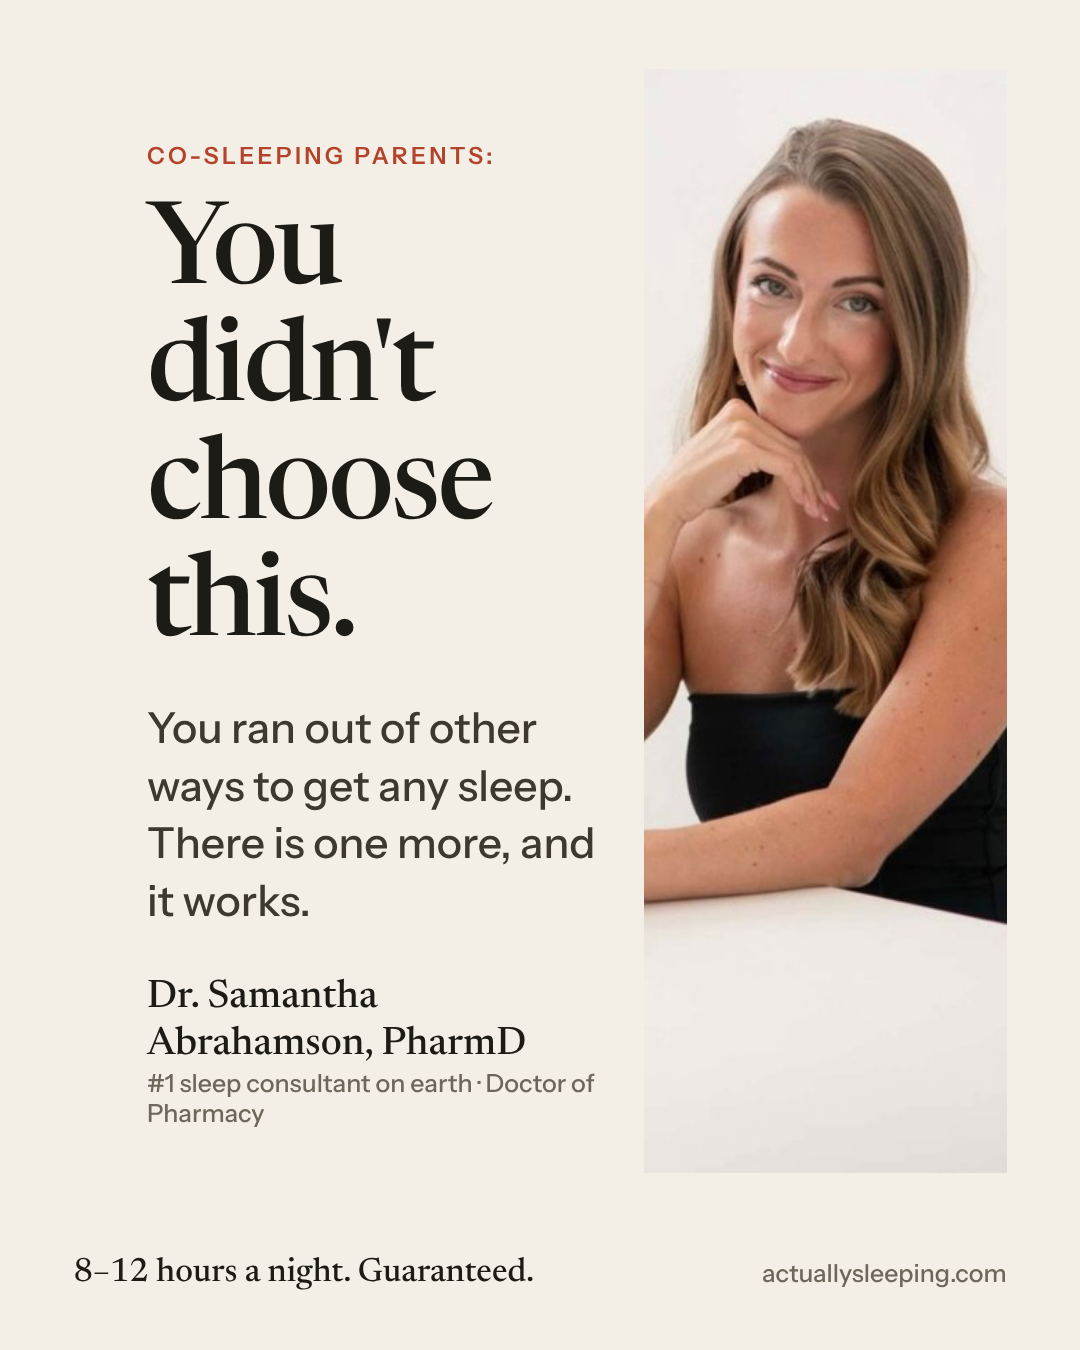 CO-SLEEPING PARENTS:
You
didn't
choose
this.
You ran out of other
ways to get any sleep.
There is one more, and
it works.
Dr. Samantha
Abrahamson, PharmD
#1 sleep consultant on earth · Doctor of
Pharmacy
8–12 hours a night. Guaranteed.
actuallysleeping.com